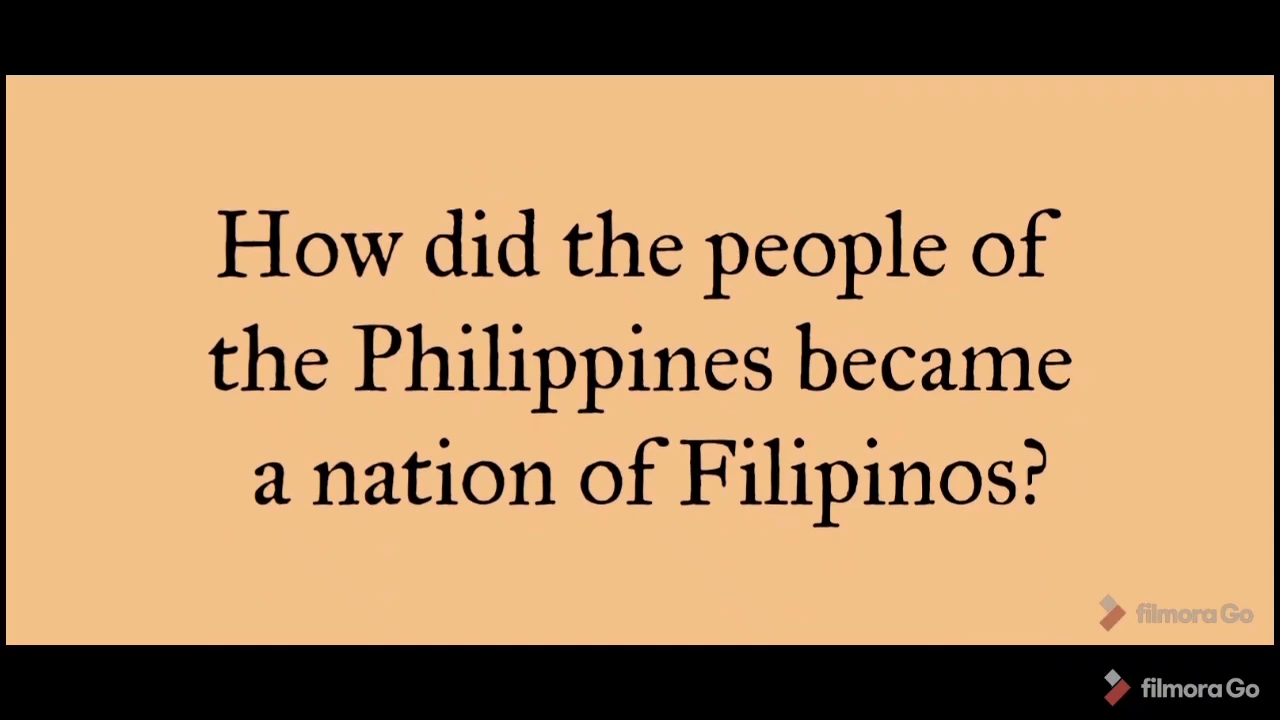 How did the people of
the Philippines became
a nation of Filipinos?
filmora Go
filmora Go